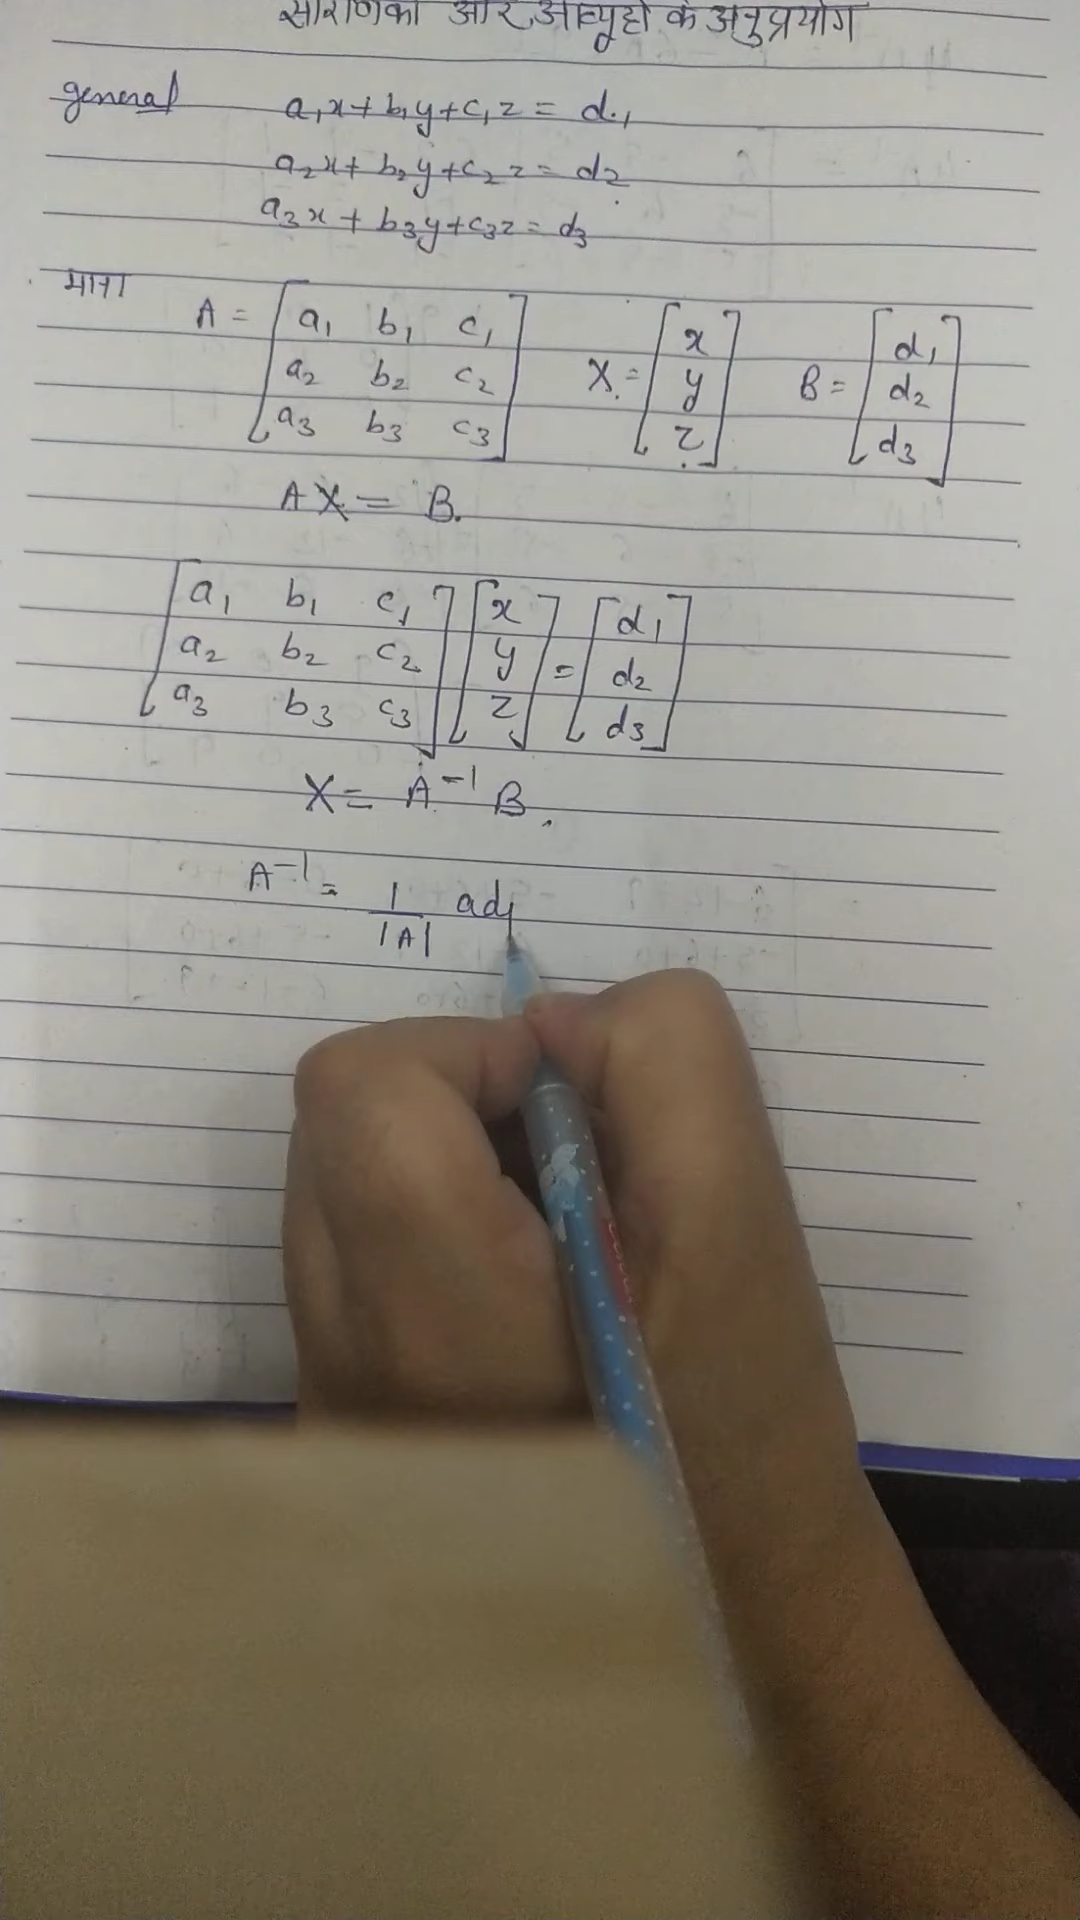 सारणिको और आव्यूहों के अनुप्रयोग
general a₁x + b₁y + c₁z = d₁
a₂x + b₂y + c₂z = d₂
a₃x + b₃y + c₃z = d₃
माना A = [a₁ b₁ c₁ X = [x B = [d₁
a₂ b₂ c₂ y d₂
a₃ b₃ c₃] z] d₃]
AX = B.
[a₁ b₁ c₁] [x] [d₁]
[a₂ b₂ c₂] [y] = [d₂]
[a₃ b₃ c₃] [z] [d₃]
X = A⁻¹ B.
A⁻¹ = 1/|A| adj